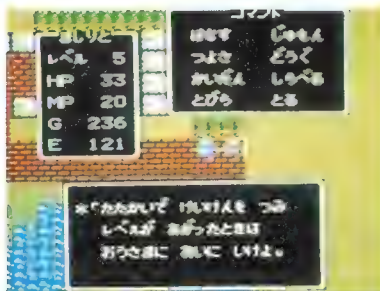 コマンド
はなす じゅもん
つよさ どうぐ
かいだん しらべる
とびら とる
レベル 5
HP 33
MP 20
G 236
E 121
*「たたかいで けいけんを つみ
レベルが あがったときは
おうさまに あいに いけよ。